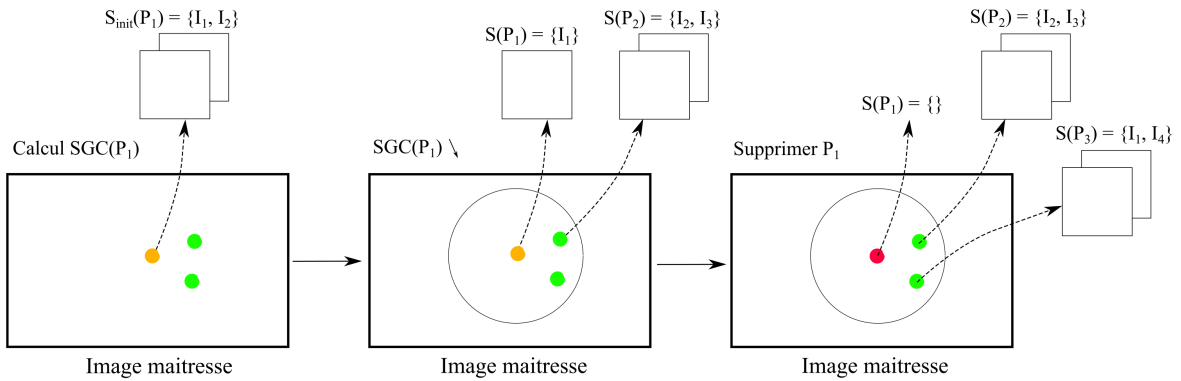 S_init(P_1) = {I_1, I_2}
Calcul SGC(P_1)
Image maitresse
S(P_1) = {I_1}
S(P_2) = {I_2, I_3}
SGC(P_1) ↘
Image maitresse
S(P_1) = {}
S(P_2) = {I_2, I_3}
S(P_3) = {I_1, I_4}
Supprimer P_1
Image maitresse